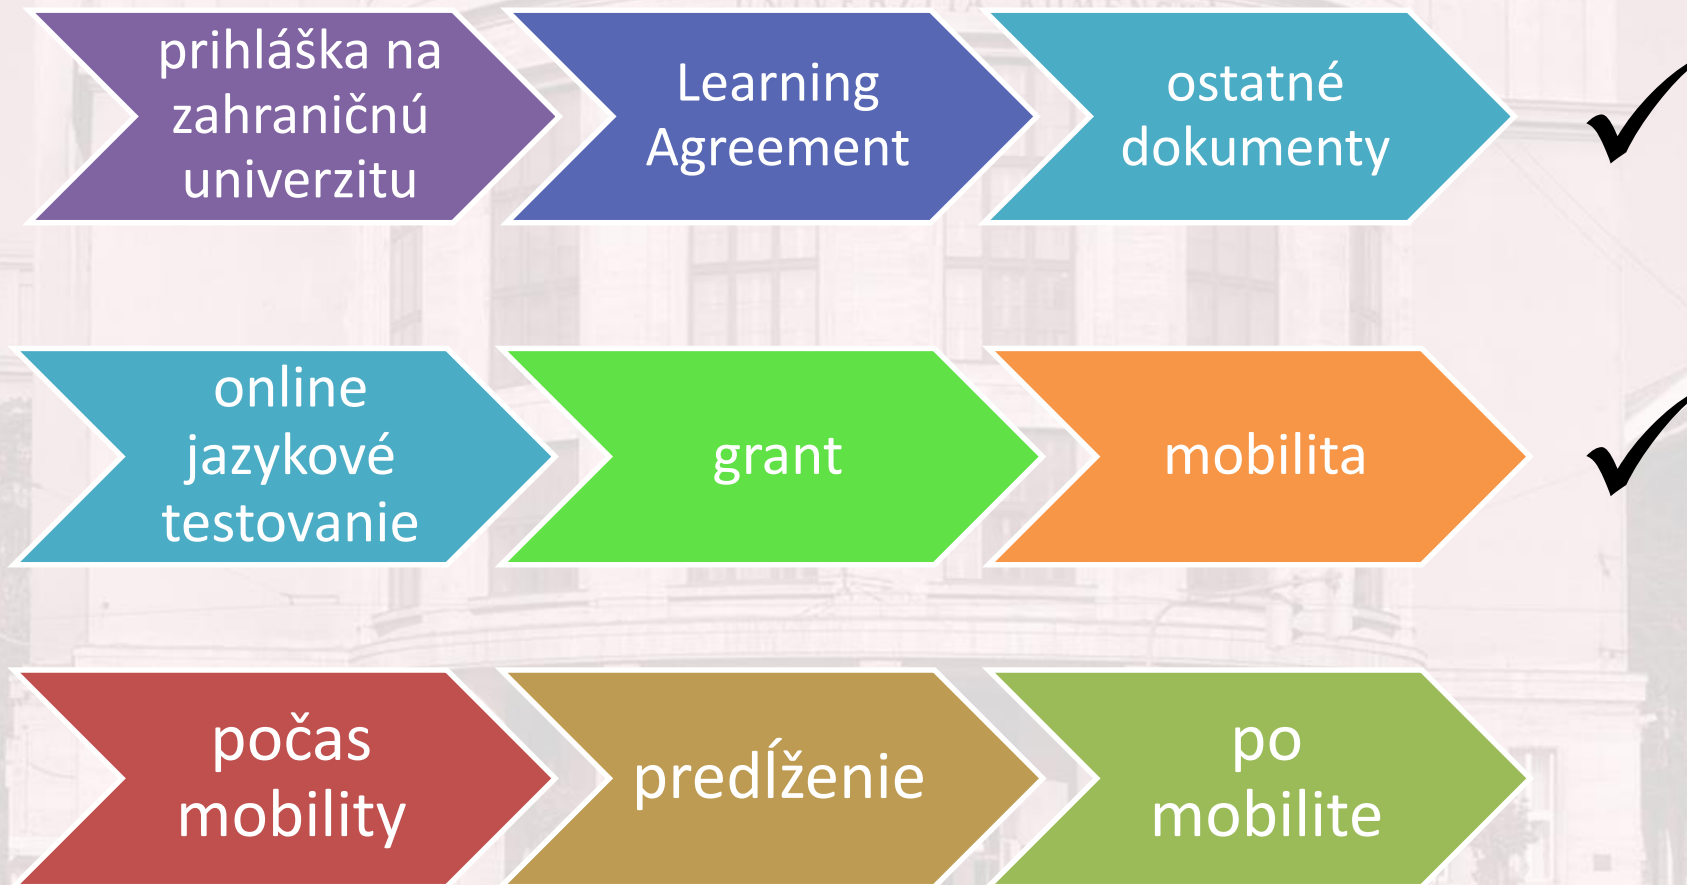 prihláška na
zahraničnú
univerzitu
Learning
Agreement
ostatné
dokumenty
online
jazykové
testovanie
grant
mobilita
počas
mobility
predĺženie
po
mobilite